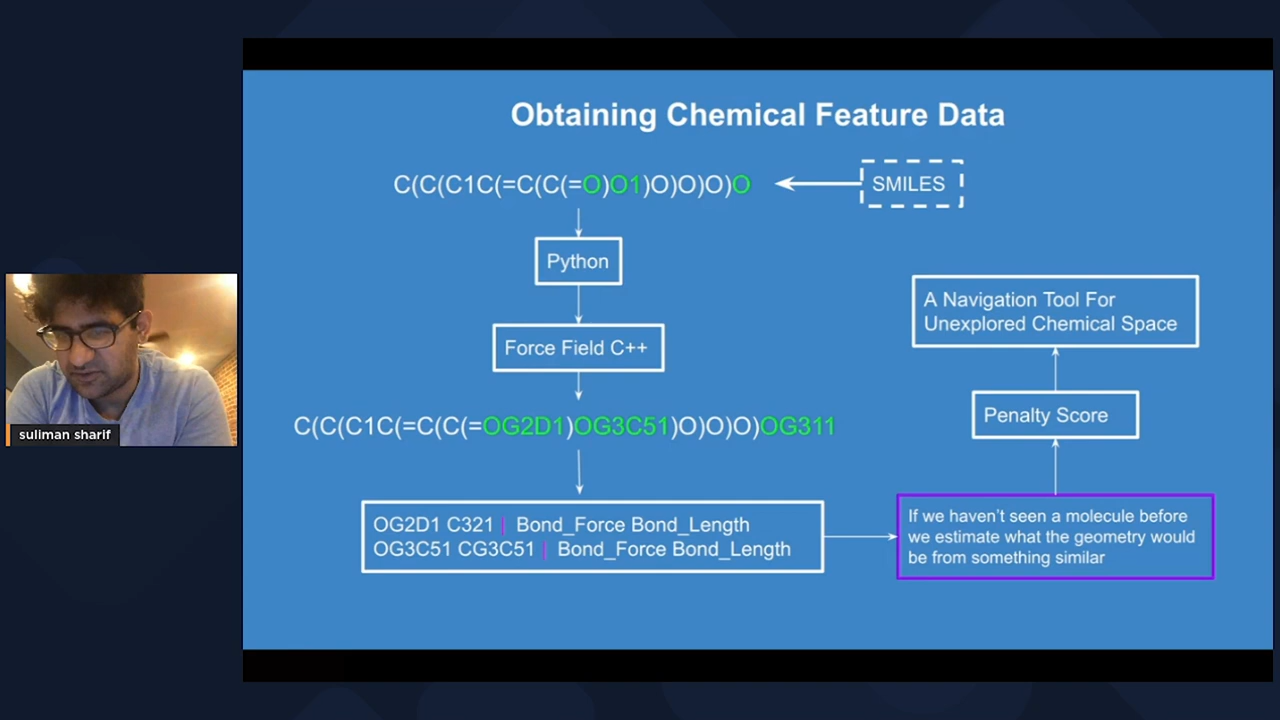 Obtaining Chemical Feature Data
C(C(C1C(=C(C(=O)O1)O)O)O)O
SMILES
Python
Force Field C++
C(C(C1C(=C(C(=OG2D1)OG3C51)O)O)O)OG311
OG2D1 C321 | Bond_Force Bond_Length
OG3C51 CG3C51 | Bond_Force Bond_Length
If we haven't seen a molecule before
we estimate what the geometry would
be from something similar
Penalty Score
A Navigation Tool For
Unexplored Chemical Space
suliman sharif